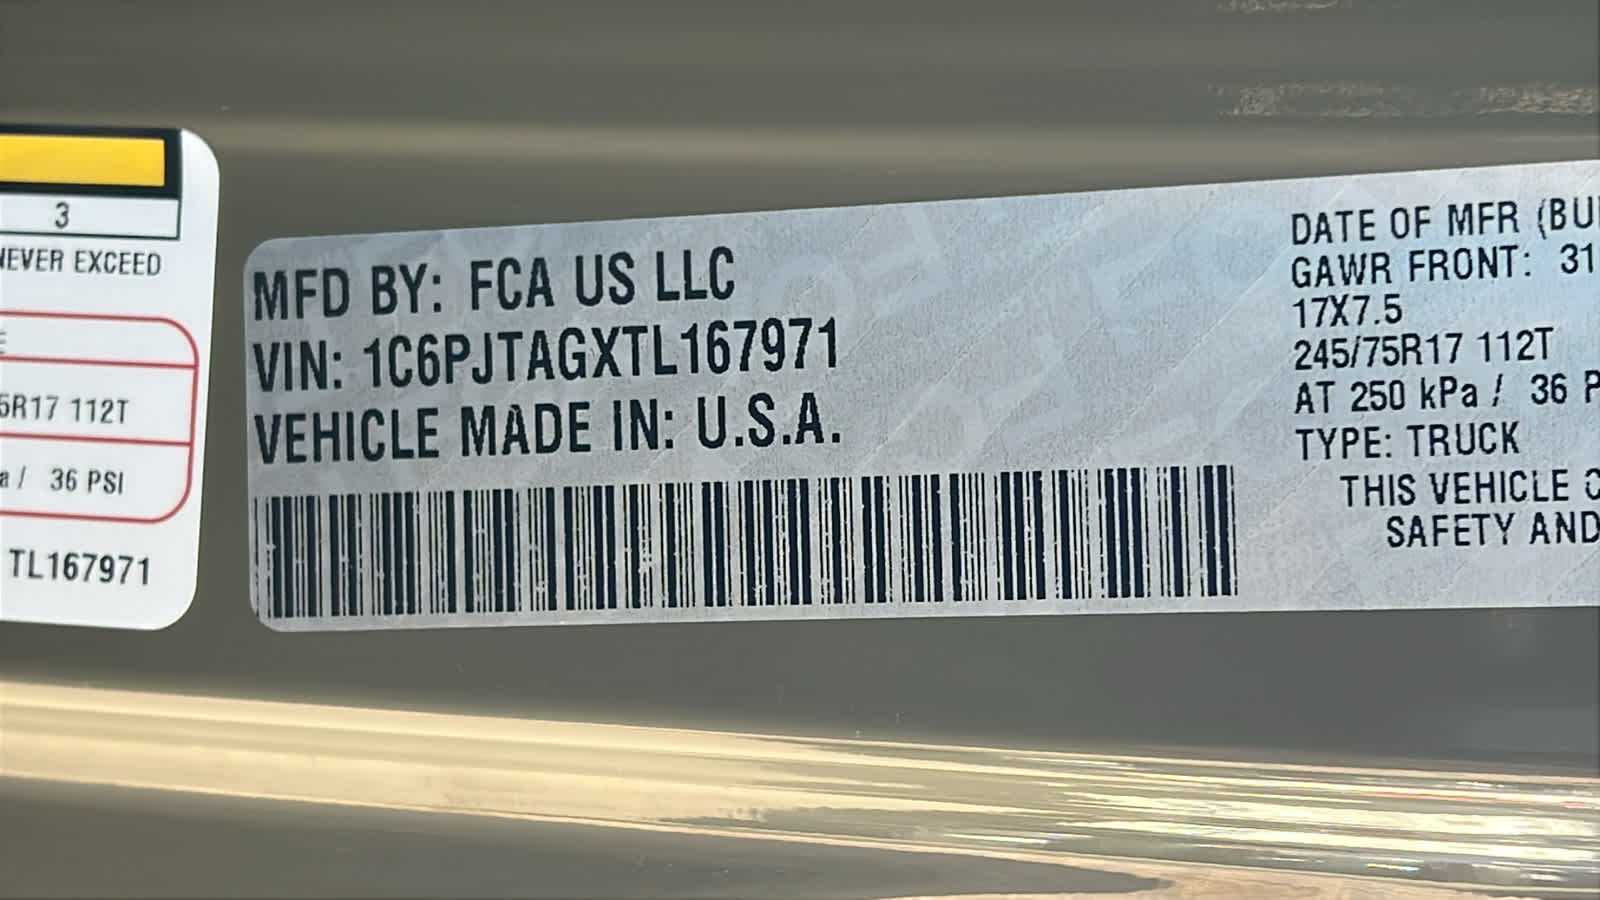 3
NEVER EXCEED
5R17 112T
a / 36 PSI
TL167971
MFD BY: FCA US LLC
VIN: 1C6PJTAGXTL167971
VEHICLE MADE IN: U.S.A.
DATE OF MFR (BU
GAWR FRONT: 31
17X7.5
245/75R17 112T
AT 250 kPa / 36 P
TYPE: TRUCK
THIS VEHICLE C
SAFETY AND